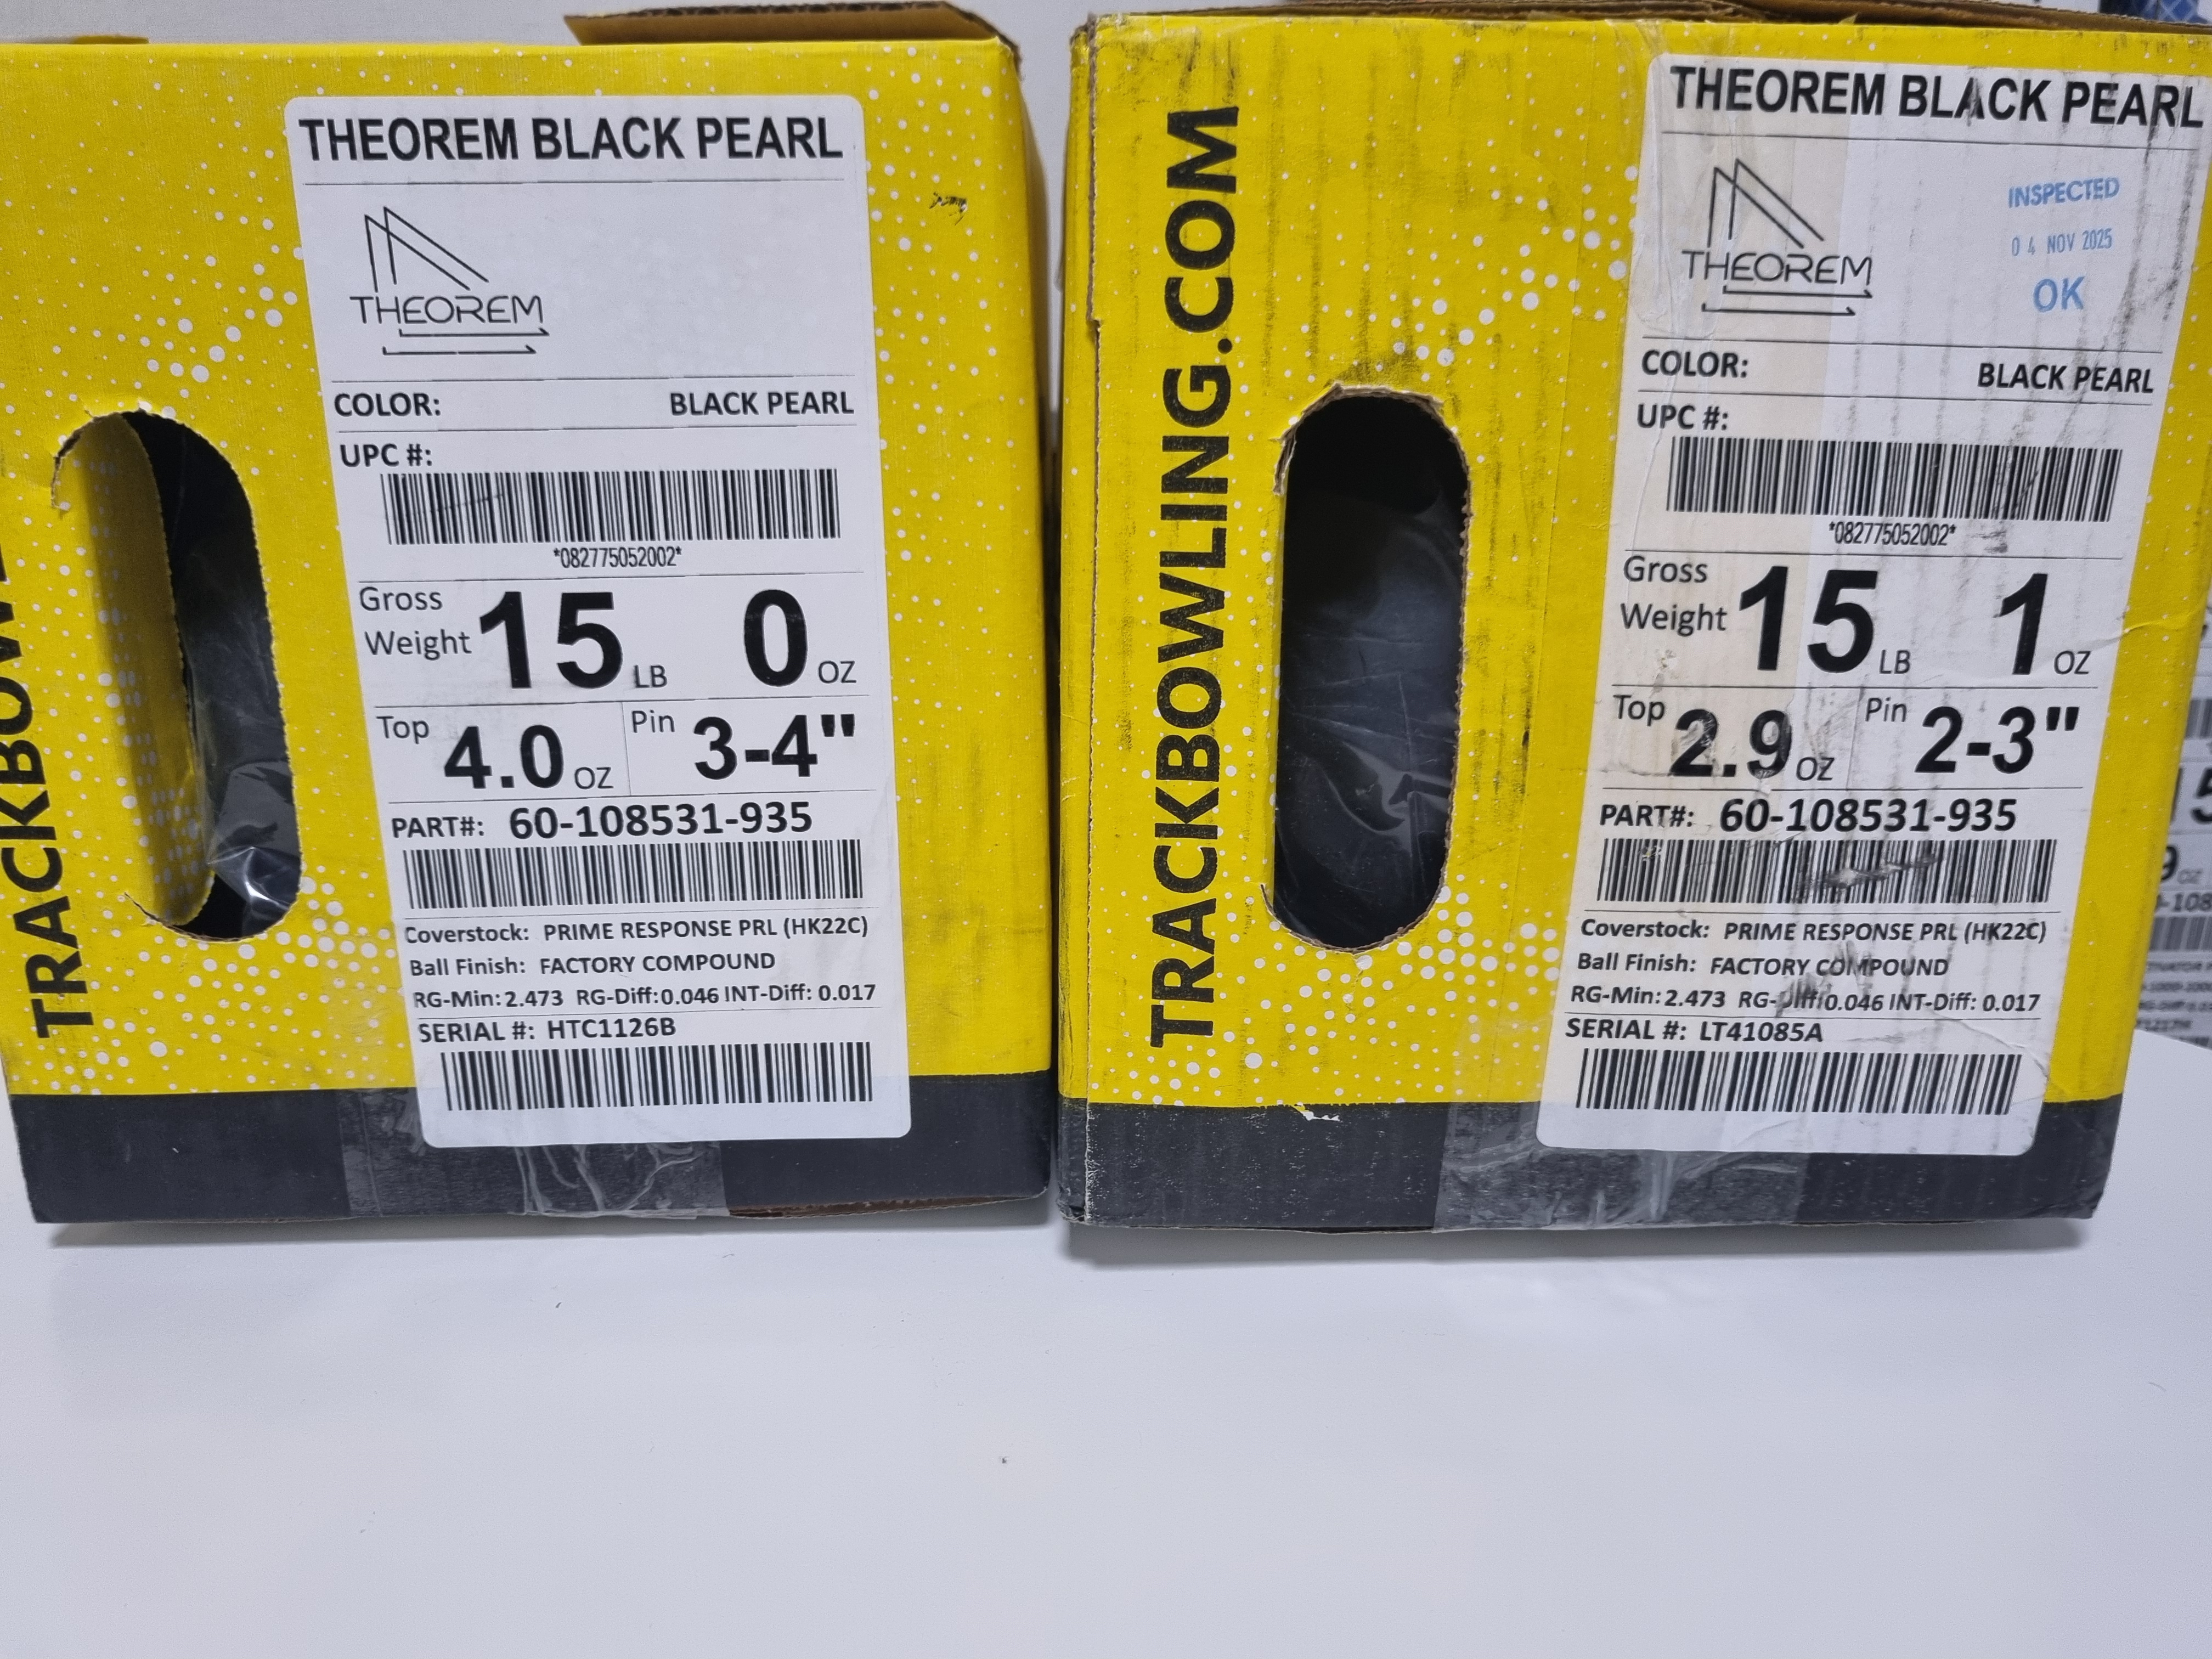 THEOREM BLACK PEARL
THEOREM
COLOR: BLACK PEARL
UPC #:
*082775052002*
Gross Weight 15 LB 0 OZ
Top 4.0 OZ Pin 3-4"
PART#: 60-108531-935
Coverstock: PRIME RESPONSE PRL (HK22C)
Ball Finish: FACTORY COMPOUND
RG-Min: 2.473 RG-Diff:0.046 INT-Diff: 0.017
SERIAL #: HTC1126B
TRACKBOWLING.COM
THEOREM BLACK PEARL
THEOREM
INSPECTED
04 NOV 2025
OK
COLOR: BLACK PEARL
UPC #:
*082775052002*
Gross Weight 15 LB 1 OZ
Top 2.9 OZ Pin 2-3"
PART#: 60-108531-935
Coverstock: PRIME RESPONSE PRL (HK22C)
Ball Finish: FACTORY COMPOUND
RG-Min: 2.473 RG-Diff:0.046 INT-Diff: 0.017
SERIAL #: LT41085A